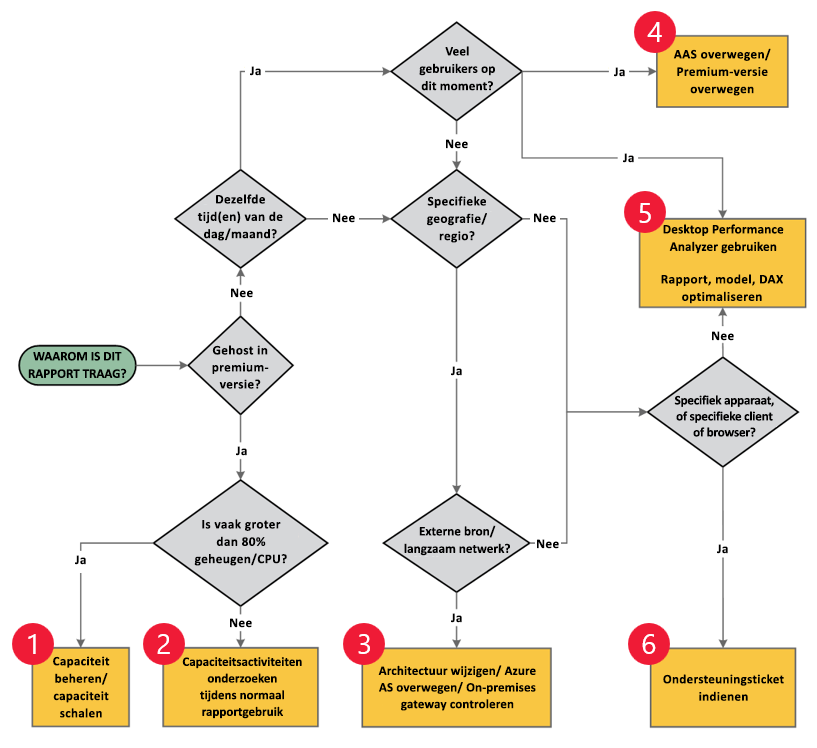 4
Veel
gebruikers op
dit moment?
AAS overwegen/
Premium-versie
overwegen
Ja
Ja
Nee
Ja
Dezelfde
tijd(en) van de
dag/maand?
Nee
Specifieke
geografie/
regio?
Nee
5
Desktop Performance
Analyzer gebruiken
Rapport, model, DAX
optimaliseren
Nee
Nee
WAAROM IS DIT
RAPPORT TRAAG?
Gehost in
premium-
versie?
Ja
Specifiek apparaat,
of specifieke client
of browser?
Ja
Is vaak groter
dan 80%
geheugen/CPU?
Externe bron/
langzaam netwerk?
Nee
Ja
Ja
Nee
Ja
1
Capaciteit
beheren/
capaciteit
schalen
2
Capaciteitsactiviteiten
onderzoeken
tijdens normaal
rapportgebruik
3
Architectuur wijzigen/ Azure
AS overwegen/ On-premises
gateway controleren
6
Ondersteuningsticket
indienen